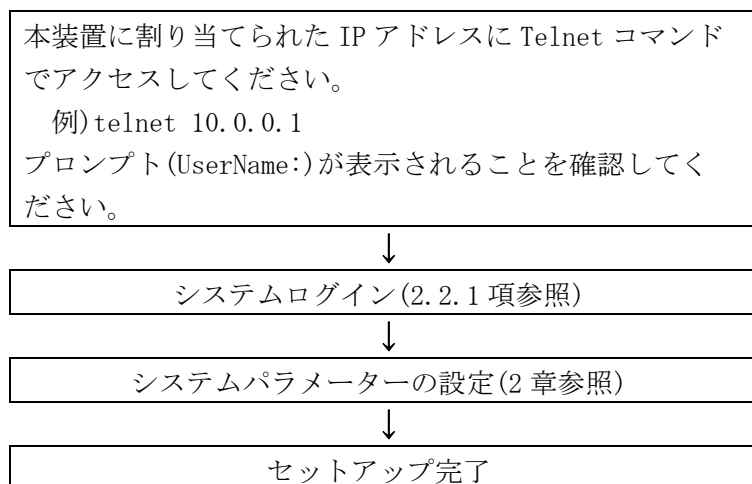 本装置に割り当てられた IP アドレスに Telnet コマンド
でアクセスしてください。
例)telnet 10.0.0.1
プロンプト(UserName:)が表示されることを確認してく
ださい。
↓
システムログイン(2.2.1 項参照)
↓
システムパラメーターの設定(2 章参照)
↓
セットアップ完了